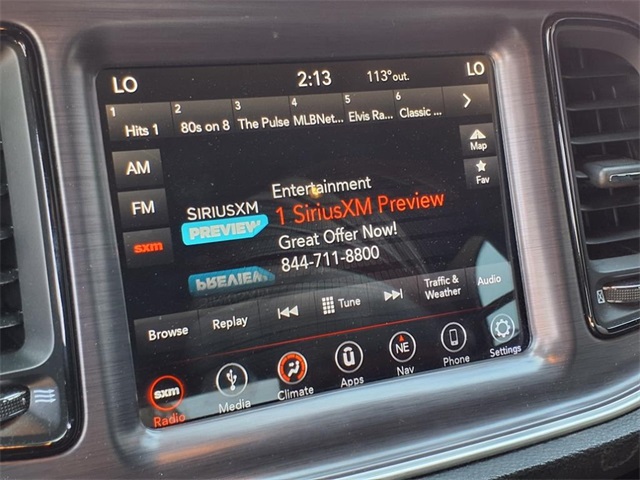 LO 2:13 113°out. LO
1 Hits 1 2 80s on 8 3 The Pulse 4 MLBNet... 5 Elvis Ra... 6 Classic ...
AM
Map
FM
Fav
sxm
Entertainment
SIRIUSXM
PREVIEW
1 SiriusXM Preview
Great Offer Now!
844-711-8800
PREVIEW
Browse Replay Tune Traffic & Weather Audio
sxm NE
Radio Media Climate Apps Nav Phone Settings